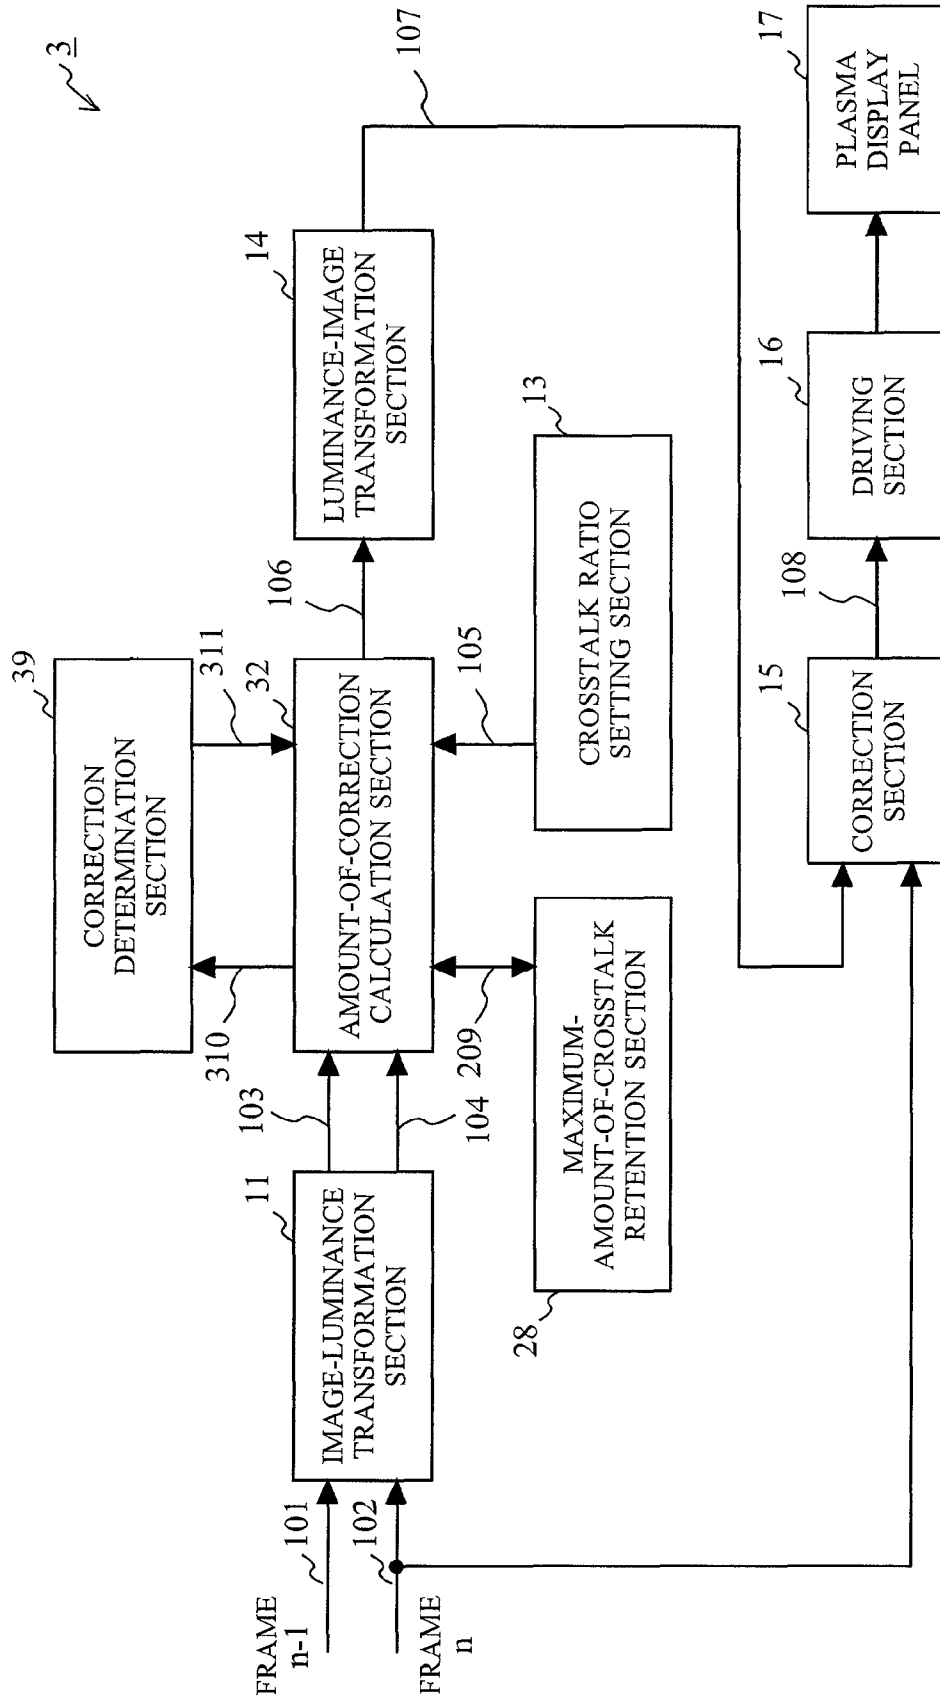 3
FRAME
n-1
101
FRAME
n
102
11
IMAGE-LUMINANCE
TRANSFORMATION
SECTION
103
104
39
CORRECTION
DETERMINATION
SECTION
310
311
32
AMOUNT-OF-CORRECTION
CALCULATION SECTION
209
105
28
MAXIMUM-
AMOUNT-OF-CROSSTALK
RETENTION SECTION
13
CROSSTALK RATIO
SETTING SECTION
106
14
LUMINANCE-IMAGE
TRANSFORMATION
SECTION
107
15
CORRECTION
SECTION
108
16
DRIVING
SECTION
17
PLASMA
DISPLAY
PANEL